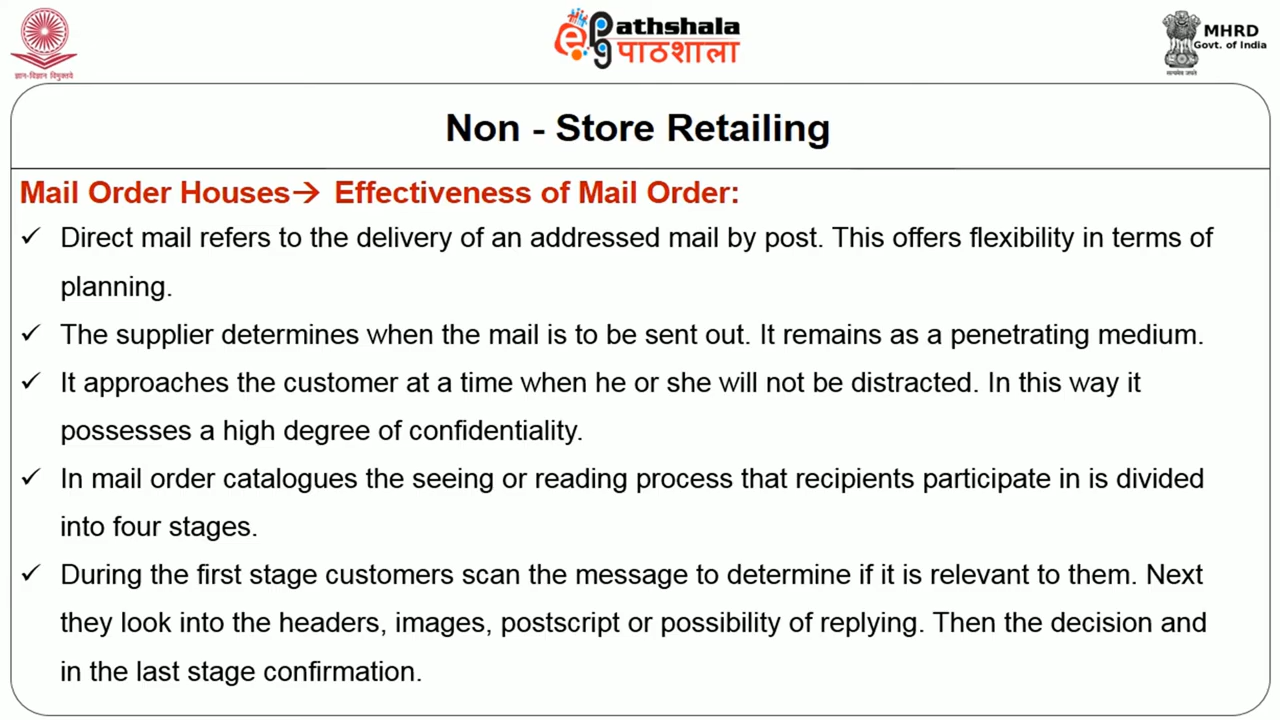 ज्ञान-विज्ञान विमुक्तये
ePathshala
पाठशाला
सत्यमेव जयते
MHRD
Govt. of India
Non - Store Retailing
Mail Order Houses→ Effectiveness of Mail Order:
✓ Direct mail refers to the delivery of an addressed mail by post. This offers flexibility in terms of
planning.
✓ The supplier determines when the mail is to be sent out. It remains as a penetrating medium.
✓ It approaches the customer at a time when he or she will not be distracted. In this way it
possesses a high degree of confidentiality.
✓ In mail order catalogues the seeing or reading process that recipients participate in is divided
into four stages.
✓ During the first stage customers scan the message to determine if it is relevant to them. Next
they look into the headers, images, postscript or possibility of replying. Then the decision and
in the last stage confirmation.